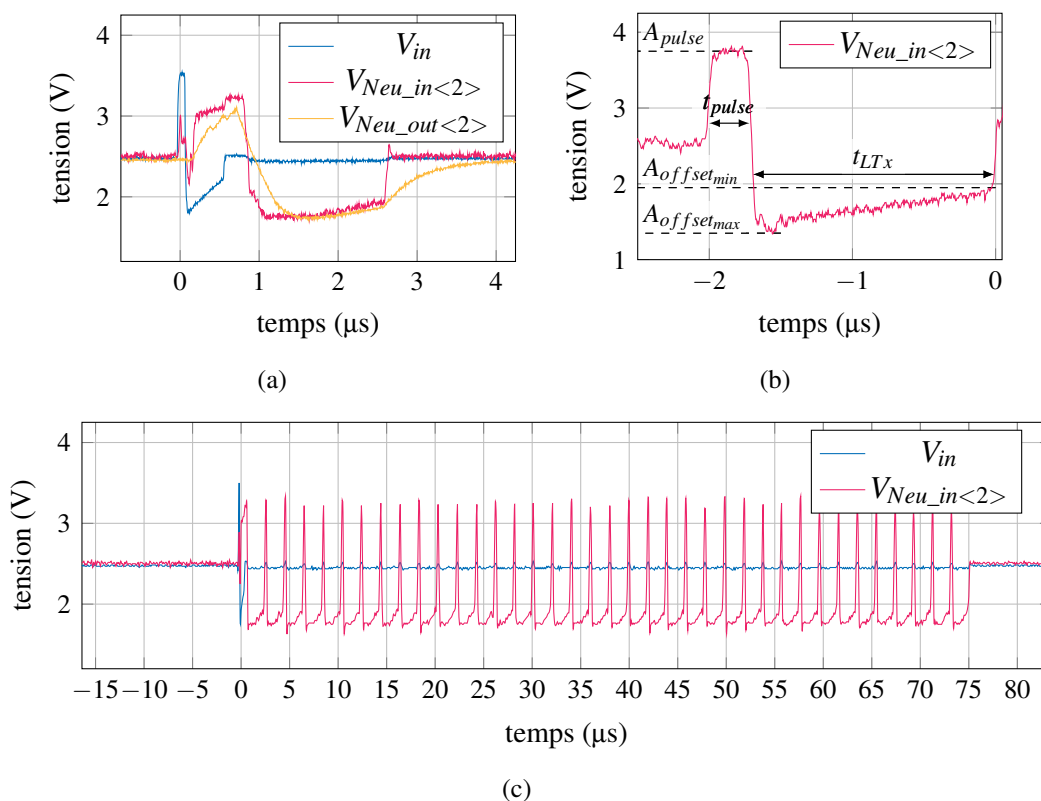 4
3
2
tension (V)
V_in
V_Neu_in<2>
V_Neu_out<2>
0 1 2 3 4
temps (µs)
(a)
4
3
2
1
tension (V)
A_pulse
V_Neu_in<2>
t_pulse
t_LTx
A_offset_min
A_offset_max
−2 −1 0
temps (µs)
(b)
4
3
2
tension (V)
V_in
V_Neu_in<2>
−15 −10 −5 0 5 10 15 20 25 30 35 40 45 50 55 60 65 70 75 80
temps (µs)
(c)